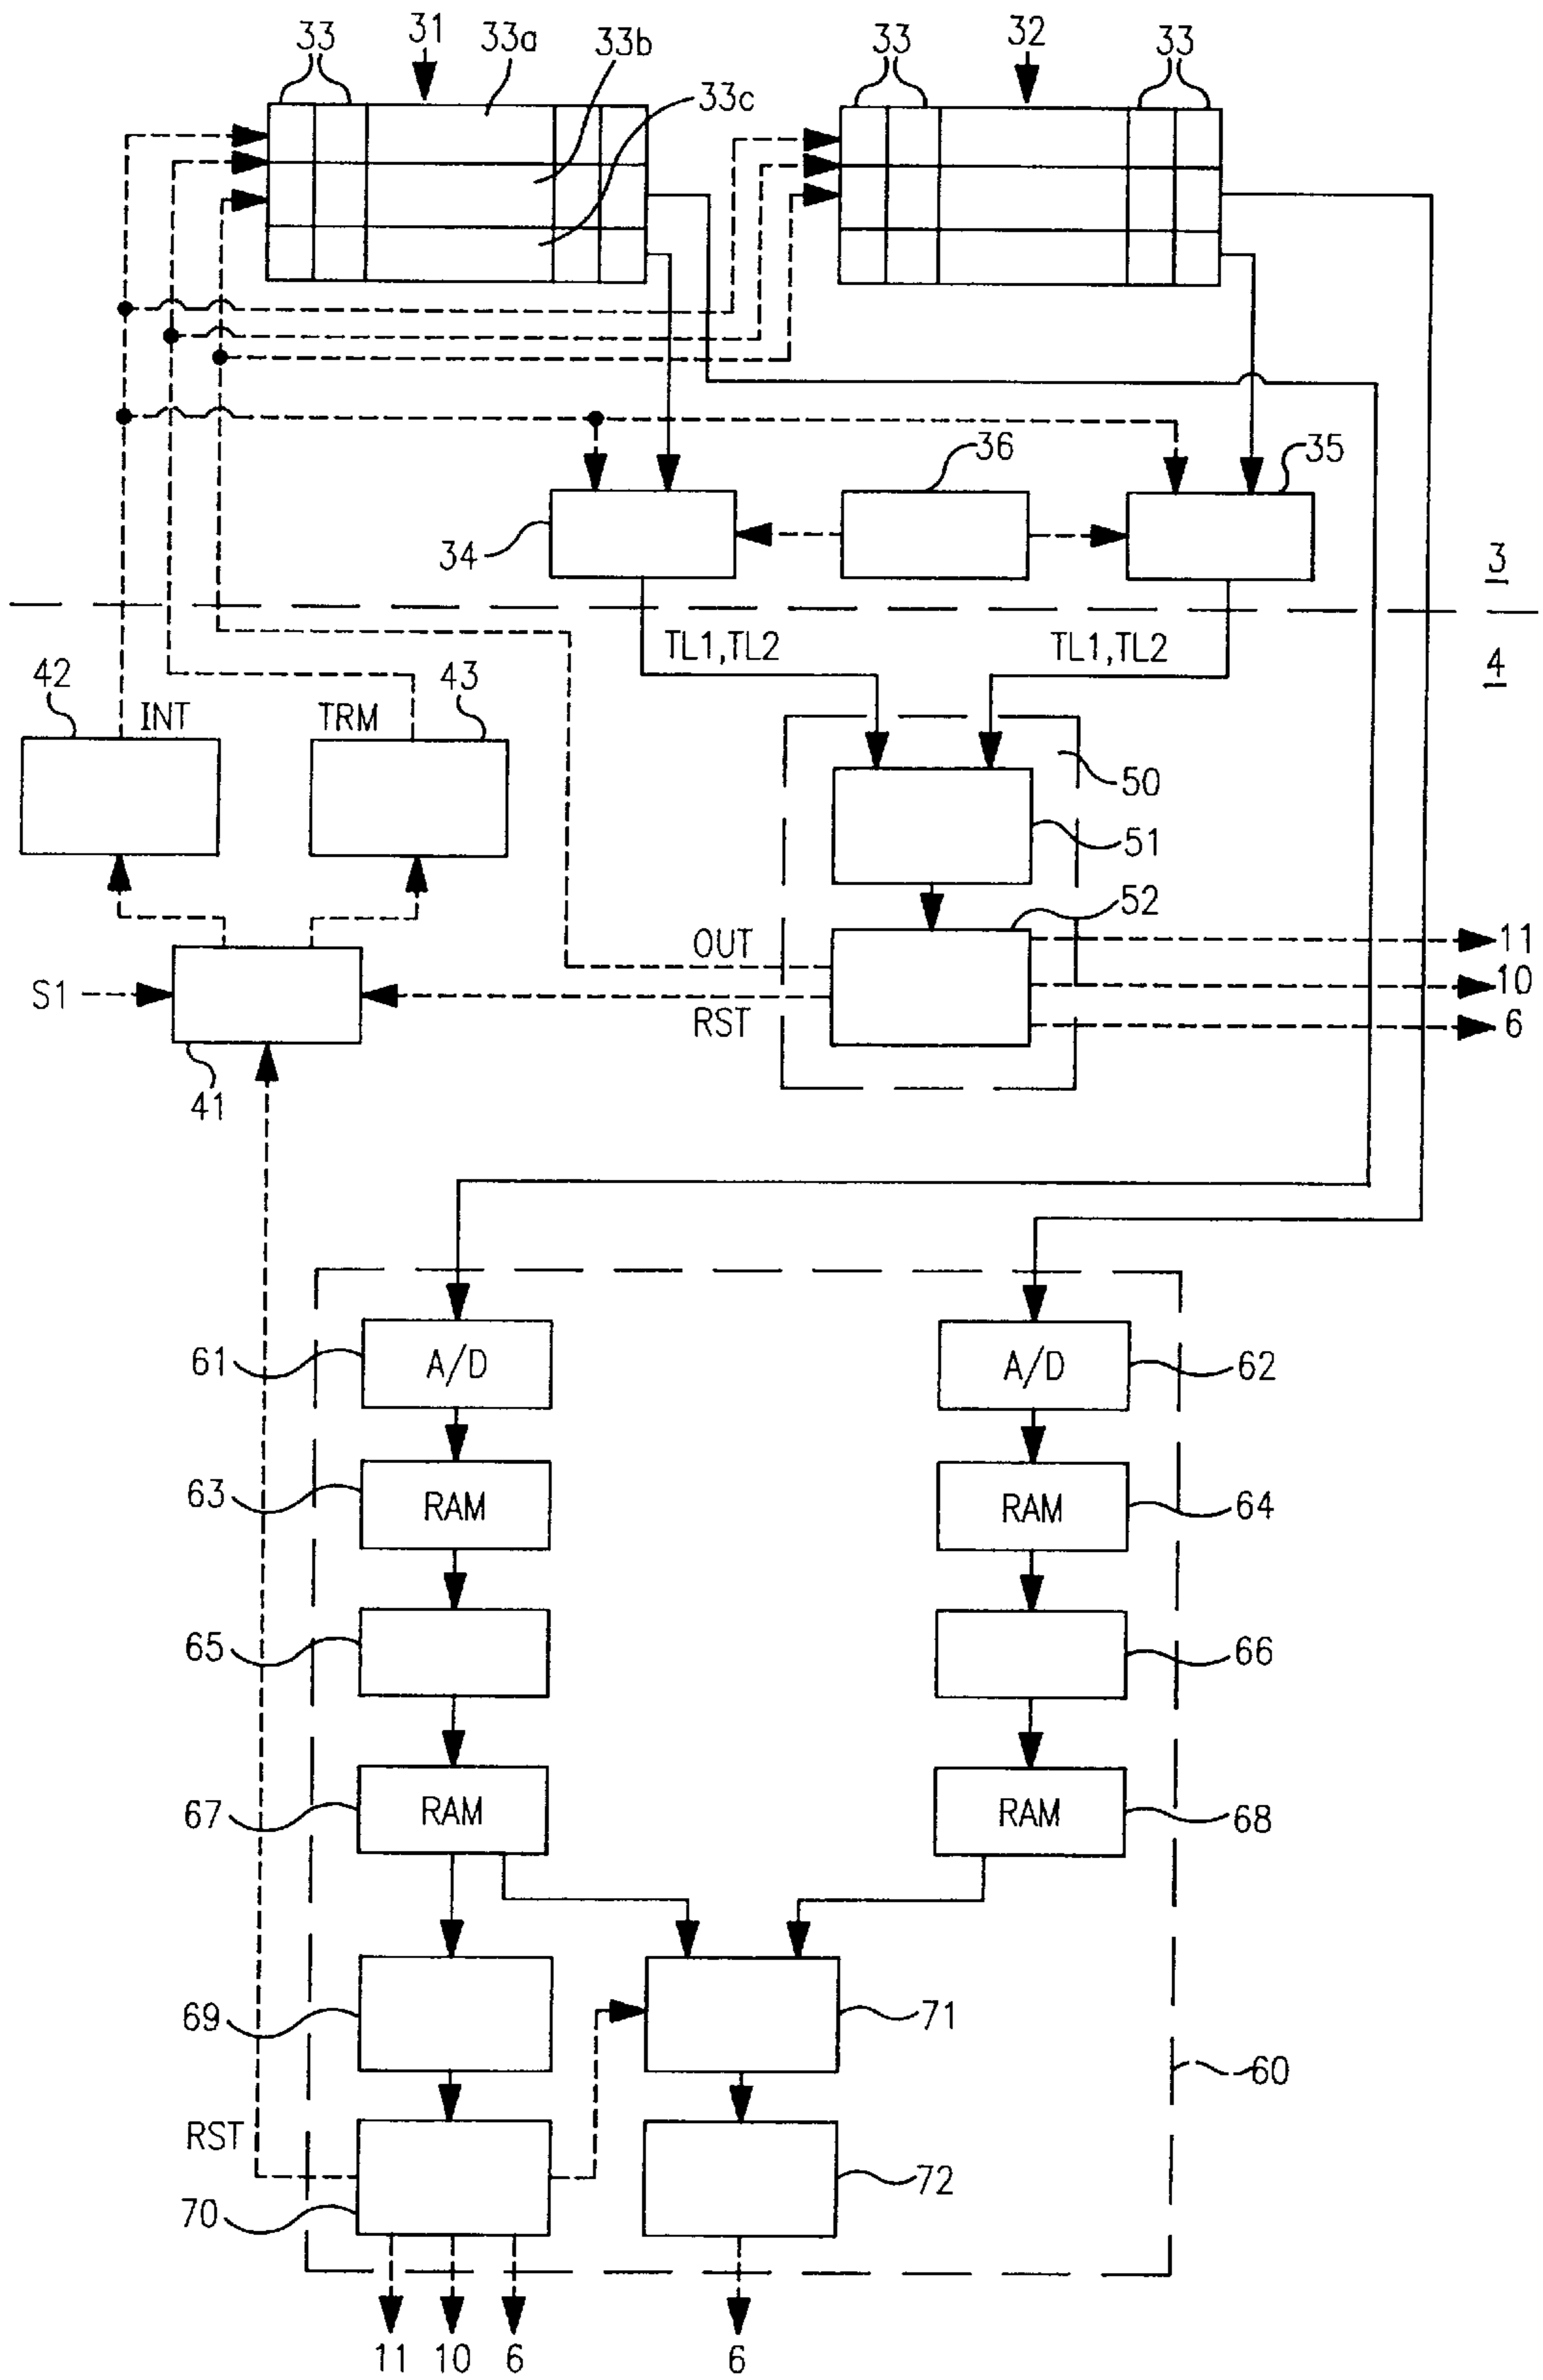 33 31 33a 33b 33 32 33
33c
36 35
34
3
TL1,TL2 TL1,TL2
4
42 INT TRM 43
50
51
52
OUT 11
S1 10
RST 6
41
61 A/D A/D 62
63 RAM RAM 64
65 66
67 RAM RAM 68
69 71
60
RST
70 72
11 10 6 6